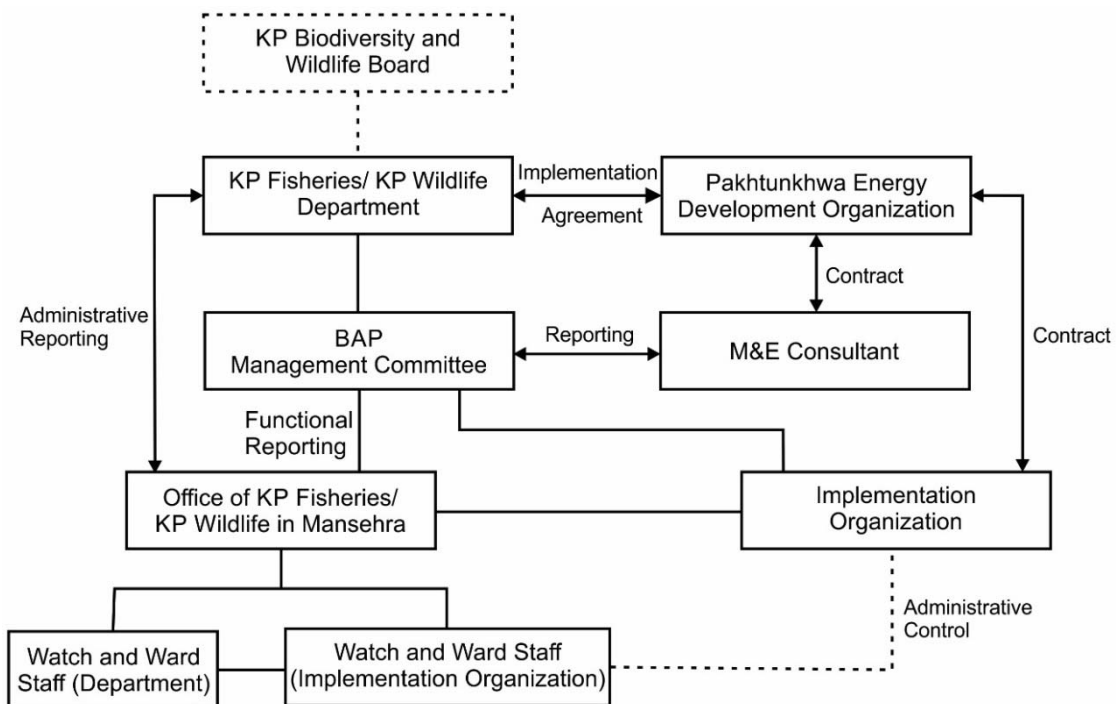 KP Biodiversity and
Wildlife Board
KP Fisheries/ KP Wildlife
Department
Implementation
Agreement
Pakhtunkhwa Energy
Development Organization
Administrative
Reporting
Contract
Contract
BAP
Management Committee
Reporting
M&E Consultant
Functional
Reporting
Office of KP Fisheries/
KP Wildlife in Mansehra
Implementation
Organization
Administrative
Control
Watch and Ward
Staff (Department)
Watch and Ward Staff
(Implementation Organization)